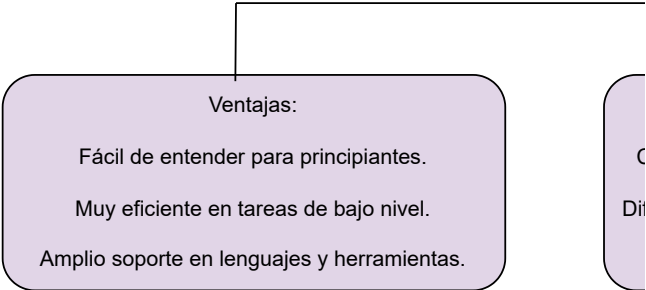 Ventajas:
Fácil de entender para principiantes.
Muy eficiente en tareas de bajo nivel.
Amplio soporte en lenguajes y herramientas.